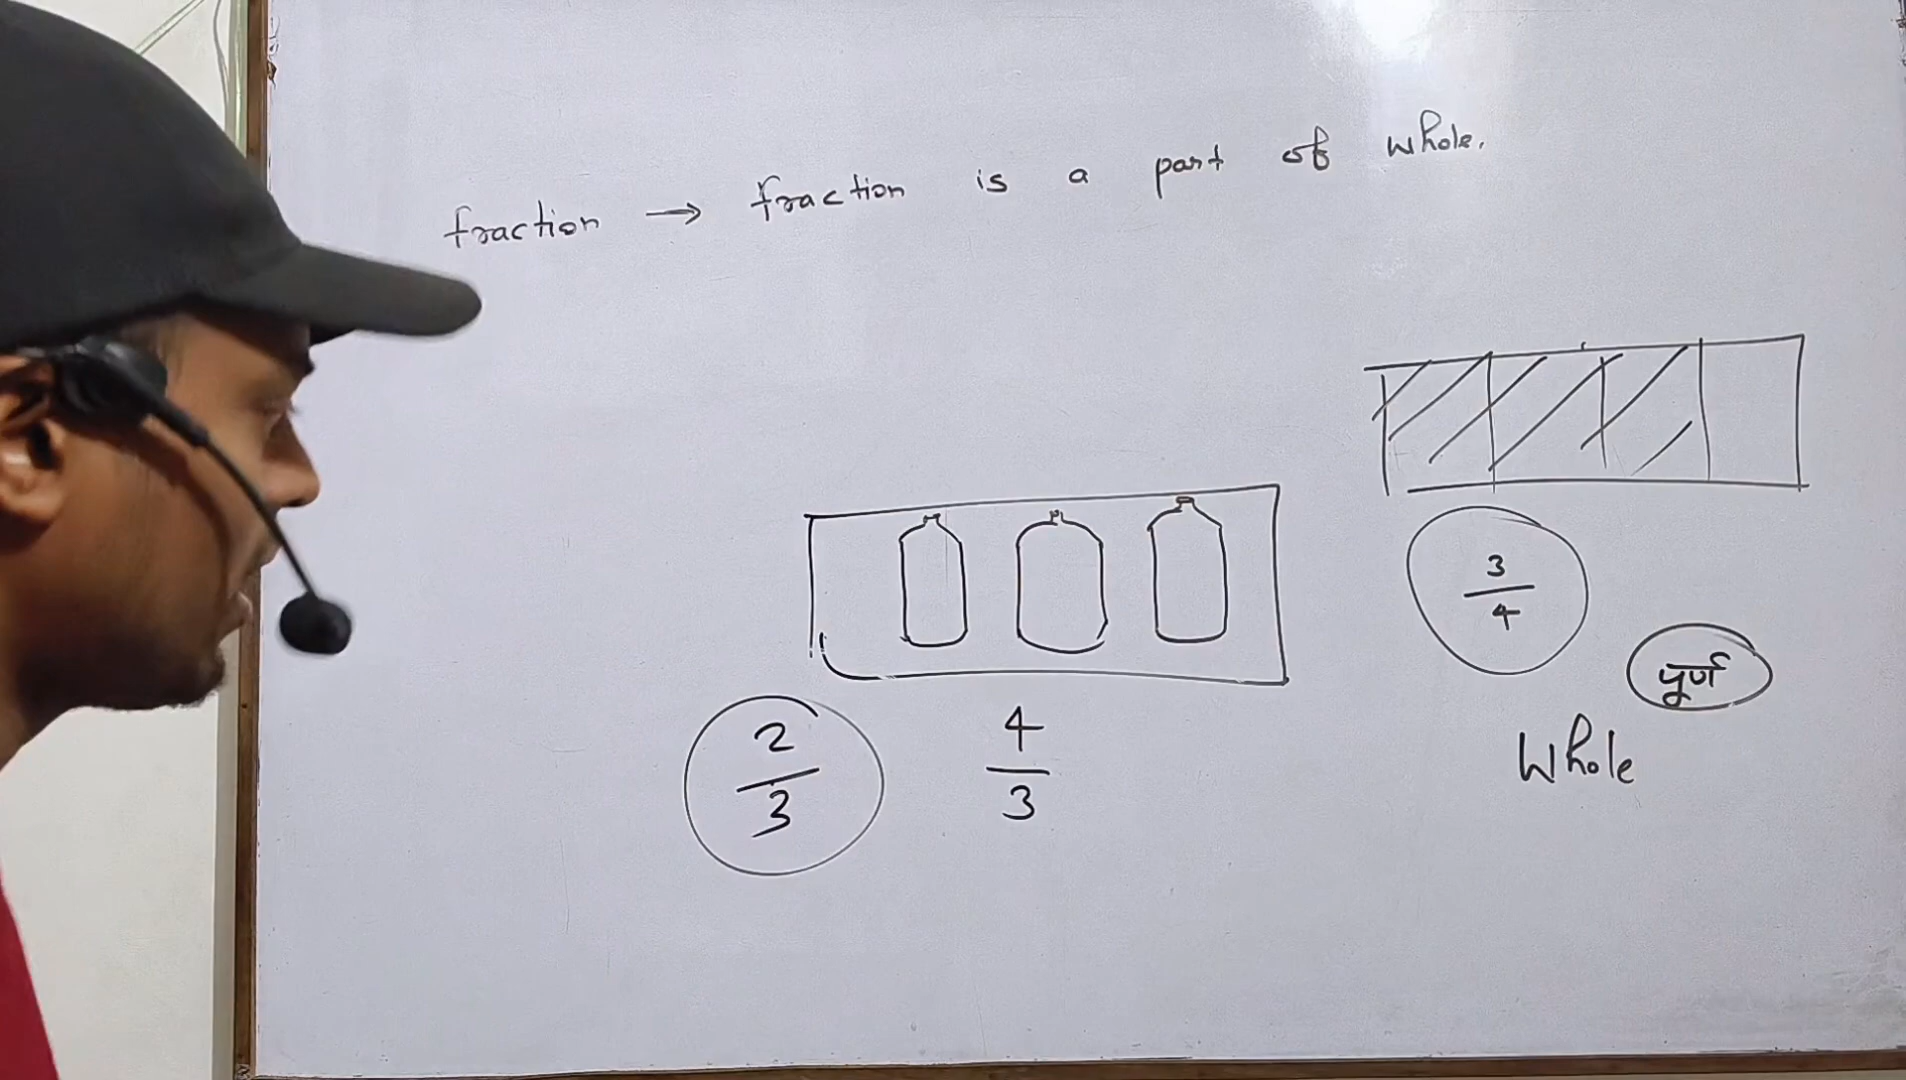 fraction → fraction is a part of whole.
3
4
पूर्ण
Whole
2
3
4
3